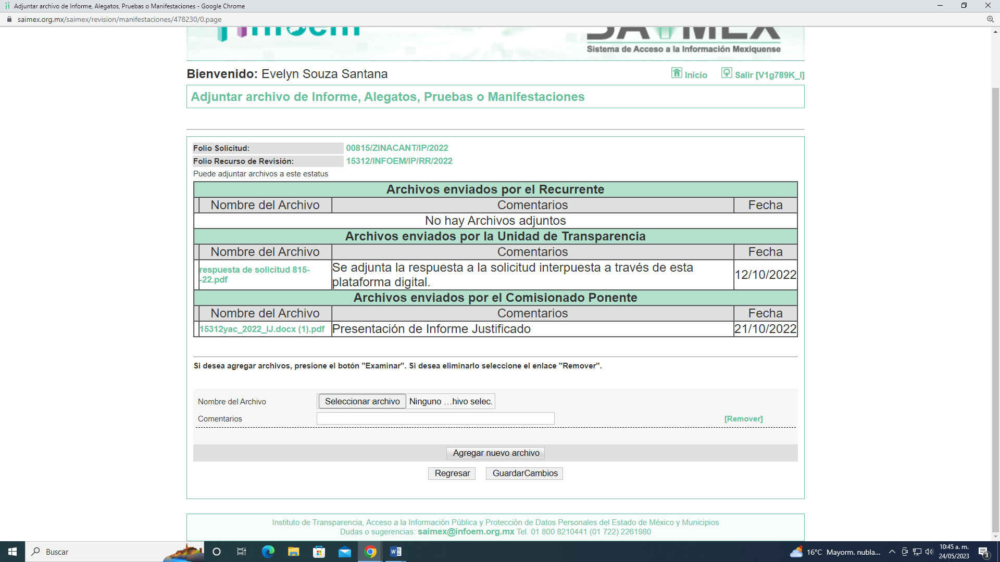 Adjuntar archivo de Informe, Alegatos, Pruebas o Manifestaciones - Google Chrome
saimex.org.mx/saimex/revision/manifestaciones/478230/0.page
infoem
SAIMEX
Sistema de Acceso a la Información Mexiquense
Bienvenido: Evelyn Souza Santana
Inicio Salir [V1g789K_I]
Adjuntar archivo de Informe, Alegatos, Pruebas o Manifestaciones
Folio Solicitud: 00815/ZINACANT/IP/2022
Folio Recurso de Revisión: 15312/INFOEM/IP/RR/2022
Puede adjuntar archivos a este estatus
Archivos enviados por el Recurrente
Nombre del Archivo Comentarios Fecha
No hay Archivos adjuntos
Archivos enviados por la Unidad de Transparencia
Nombre del Archivo Comentarios Fecha
respuesta de solicitud 815-
-22.pdf
Se adjunta la respuesta a la solicitud interpuesta a través de esta
plataforma digital.
12/10/2022
Archivos enviados por el Comisionado Ponente
Nombre del Archivo Comentarios Fecha
15312yac_2022_IJ.docx (1).pdf Presentación de Informe Justificado 21/10/2022
Si desea agregar archivos, presione el botón "Examinar". Si desea eliminarlo seleccione el enlace "Remover".
Nombre del Archivo Seleccionar archivo Ninguno ...hivo selec.
Comentarios [Remover]
Agregar nuevo archivo
Regresar GuardarCambios
Instituto de Transparencia, Acceso a la Información Pública y Protección de Datos Personales del Estado de México y Municipios
Dudas o sugerencias: saimex@infoem.org.mx Tel. 01 800 8210441 (01 722) 2261980
Buscar
16°C Mayorm. nubla...
10:45 a. m.
24/05/2023
3